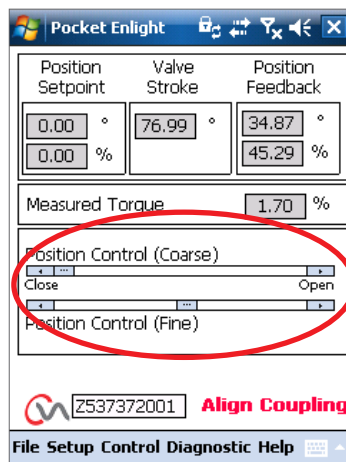 Pocket Enlight
Position Setpoint
Valve Stroke
Position Feedback
0.00 °
76.99 °
34.87 °
0.00 %
45.29 %
Measured Torque
1.70 %
Position Control (Coarse)
Close
Open
Position Control (Fine)
Z537372001
Align Coupling
File Setup Control Diagnostic Help